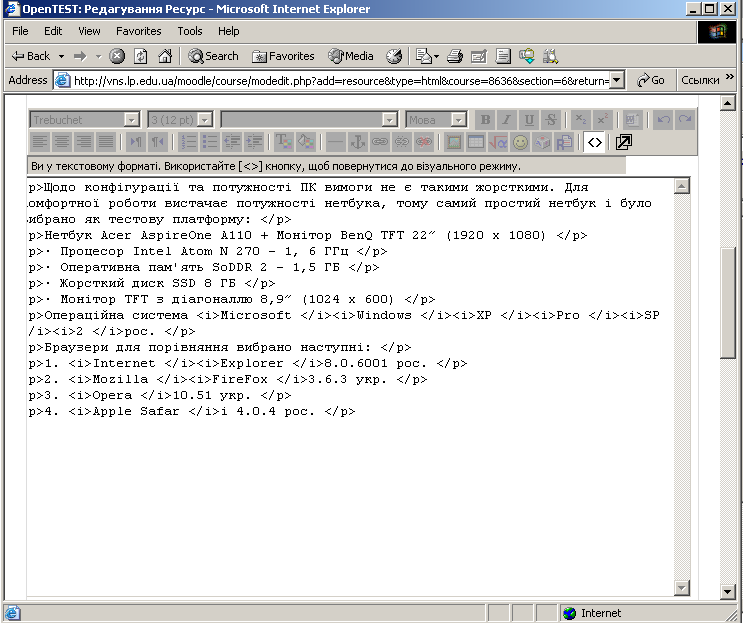 OpenTEST: Редагування Ресурс - Microsoft Internet Explorer
File Edit View Favorites Tools Help
Back Search Favorites Media
Address http://vns.lp.edu.ua/moodle/course/modedit.php?add=resource&type=html&course=8636&section=6&return= Go Ссылки »
Trebuchet 3 (12 pt) Мова B I U S
Ви у текстовому форматі. Використайте [<>] кнопку, щоб повернутися до візуального режиму.
p>Щодо конфігурації та потужності ПК вимоги не є такими жорсткими. Для
омфортної роботи вистачає потужності нетбука, тому самий простий нетбук і було
ибрано як тестову платформу: </p>
p>Нетбук Acer AspireOne A110 + Монітор BenQ TFT 22″ (1920 x 1080) </p>
p>· Процесор Intel Atom N 270 – 1, 6 ГГц </p>
p>· Оперативна пам'ять SoDDR 2 – 1,5 ГБ </p>
p>· Жорсткий диск SSD 8 ГБ </p>
p>· Монітор TFT з діагоналлю 8,9″ (1024 x 600) </p>
p>Операційна система <i>Microsoft </i><i>Windows </i><i>XP </i><i>Pro </i><i>SP
/i><i>2 </i>рос. </p>
p>Браузери для порівняння вибрано наступні: </p>
p>1. <i>Internet </i><i>Explorer </i>8.0.6001 рос. </p>
p>2. <i>Mozilla </i><i>FireFox </i>3.6.3 укр. </p>
p>3. <i>Opera </i>10.51 укр. </p>
p>4. <i>Apple Safar </i>i 4.0.4 рос. </p>
Internet